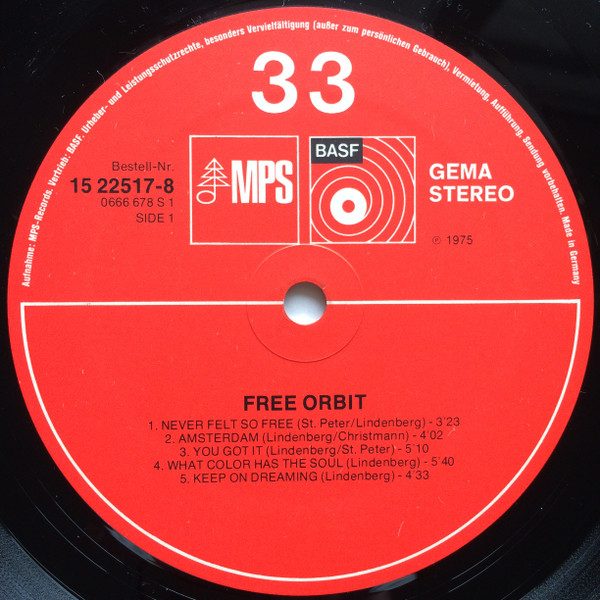 Aufnahme: MPS-Records. Vertrieb: BASF. Urheber- und Leistungsschutzrechte, besonders Vervielfältigung (außer zum persönlichen Gebrauch), Vermietung, Aufführung, Sendung vorbehalten. Made in Germany
33
Bestell-Nr.
15 22517-8
0666 678 S 1
SIDE 1
MPS
BASF
GEMA
STEREO
℗ 1975
FREE ORBIT
1. NEVER FELT SO FREE (St. Peter/Lindenberg) - 3'23
2. AMSTERDAM (Lindenberg/Christmann) - 4'02
3. YOU GOT IT (Lindenberg/St. Peter) - 5'10
4. WHAT COLOR HAS THE SOUL (Lindenberg) - 5'40
5. KEEP ON DREAMING (Lindenberg) - 4'33